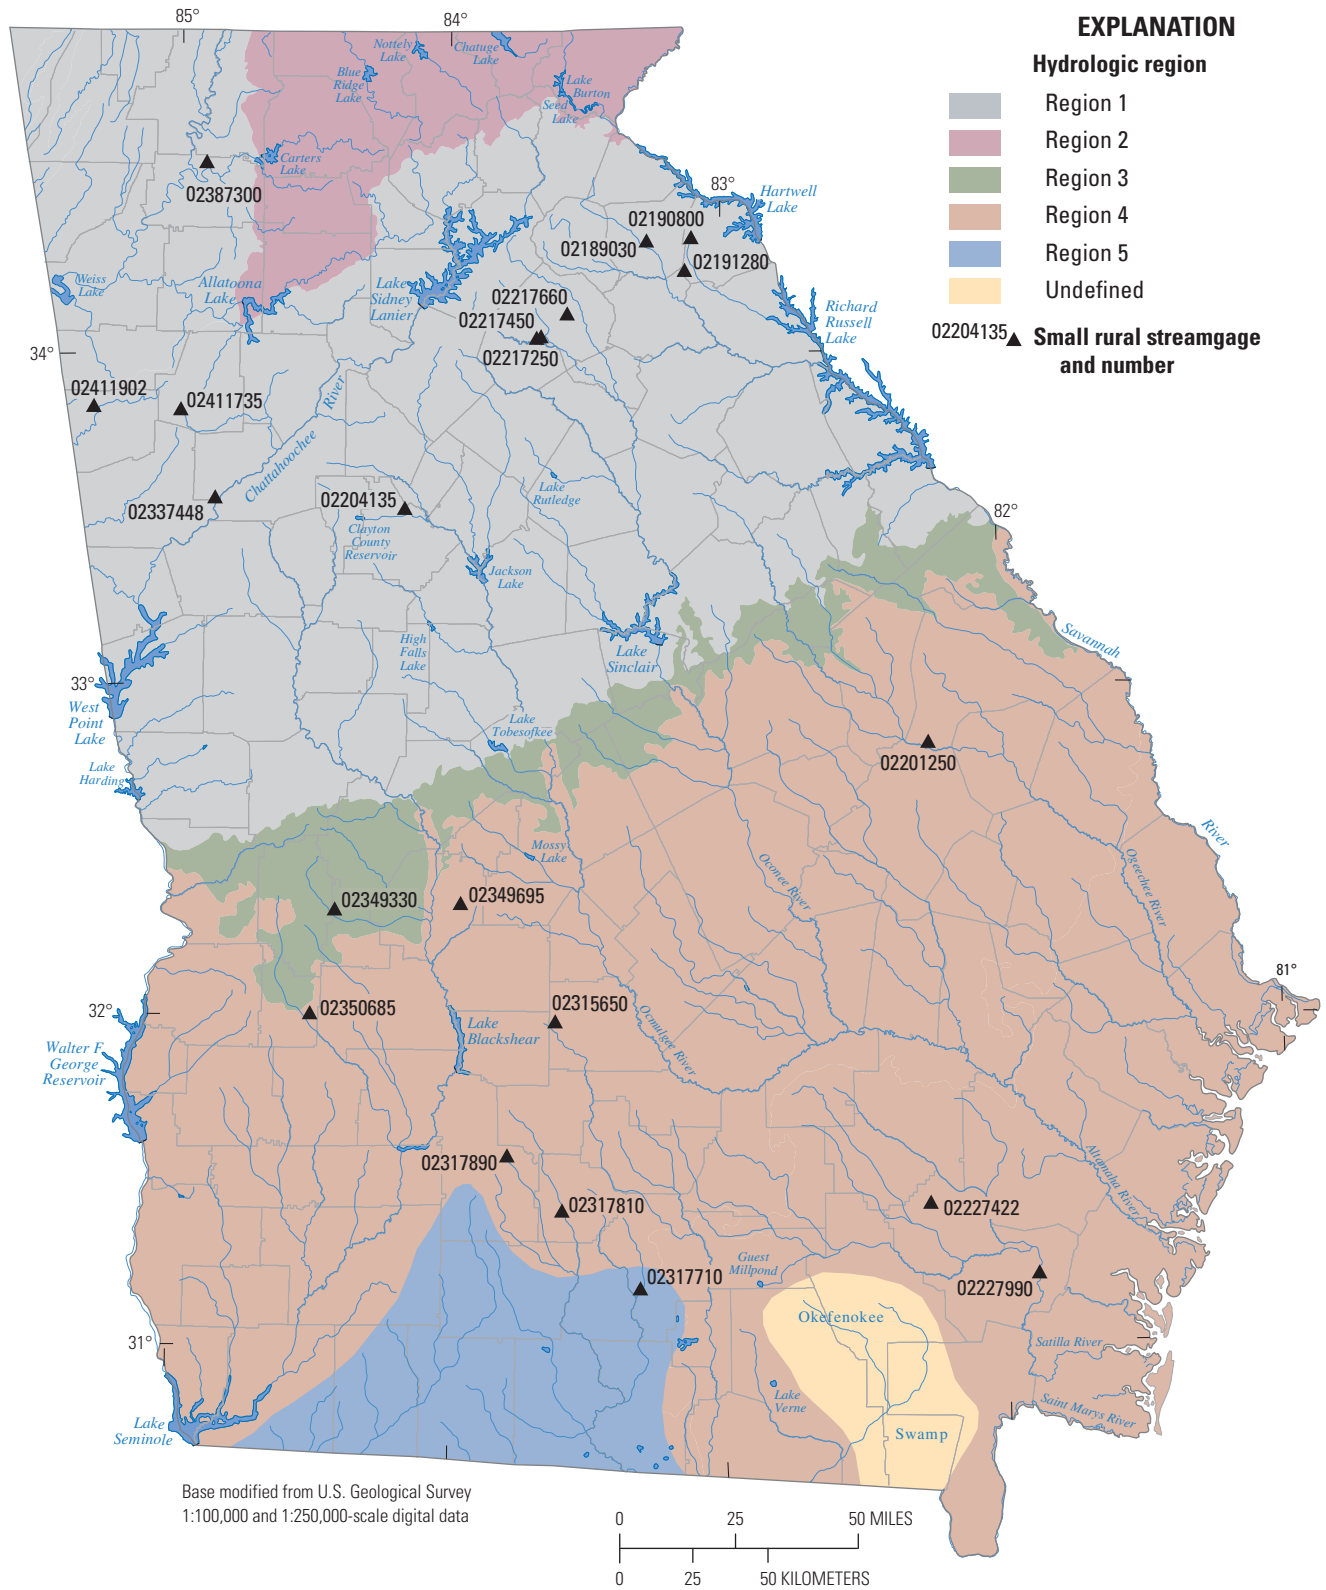 85°
84°
EXPLANATION
Hydrologic region
Region 1
Region 2
Region 3
Region 4
Region 5
Undefined
02204135
Small rural streamgage
and number
Nottely
Lake
Chatuge
Lake
Blue
Ridge
Lake
Lake
Burton
Seed
Lake
Carters
Lake
02387300
83°
Hartwell
Lake
02190800
02189030
02191280
Weiss
Lake
Allatoona
Lake
Lake
Sidney
Lanier
02217660
02217450
02217250
Richard
Russell
Lake
34°
02411902
02411735
River
Chattahoochee
02337448
02204135
Clayton
County
Reservoir
Lake
Rutledge
82°
Jackson
Lake
High
Falls
Lake
Lake
Sinclair
Savannah
33°
West
Point
Lake
Lake
Tobesofkee
Lake
Harding
02201250
River
Mossy
Lake
Oconee River
Ogeechee River
02349330
02349695
81°
32°
02350685
02315650
Lake
Blackshear
Ocmulgee River
Walter F
George
Reservoir
02317890
Altamaha River
02317810
02227422
Guest
Millpond
02317710
02227990
Okefenokee
31°
Satilla River
Lake
Verne
Saint Marys River
Swamp
Lake
Seminole
Base modified from U.S. Geological Survey
1:100,000 and 1:250,000-scale digital data
0 25 50 MILES
0 25 50 KILOMETERS